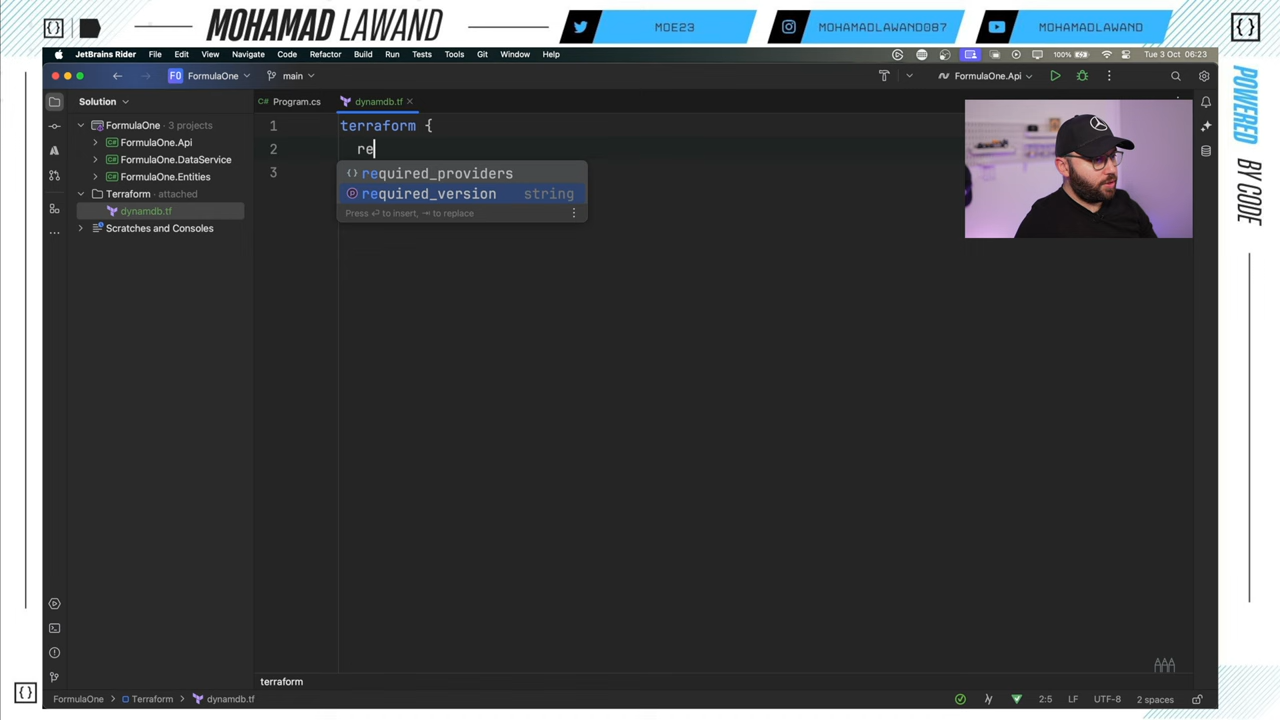 MOHAMAD LAWAND
MOE23
MOHAMADLAWAND087
MOHAMADLAWAND
JetBrains Rider File Edit View Navigate Code Refactor Run Tests Tools Git Window Help
100% Tue 3 Oct 06:23
FO FormulaOne main
FormulaOne.Api
Solution
Program.cs
dynamdb.tf
FormulaOne · 3 projects
FormulaOne.Api
FormulaOne.DataService
FormulaOne.Entities
Terraform · attached
dynamdb.tf
Scratches and Consoles
1 terraform {
2 re
3
required_providers
required_version string
Press ⏎ to insert, ⇥ to replace
terraform
FormulaOne > Terraform > dynamdb.tf
2:5 LF UTF-8 2 spaces
POWERED BY CODE